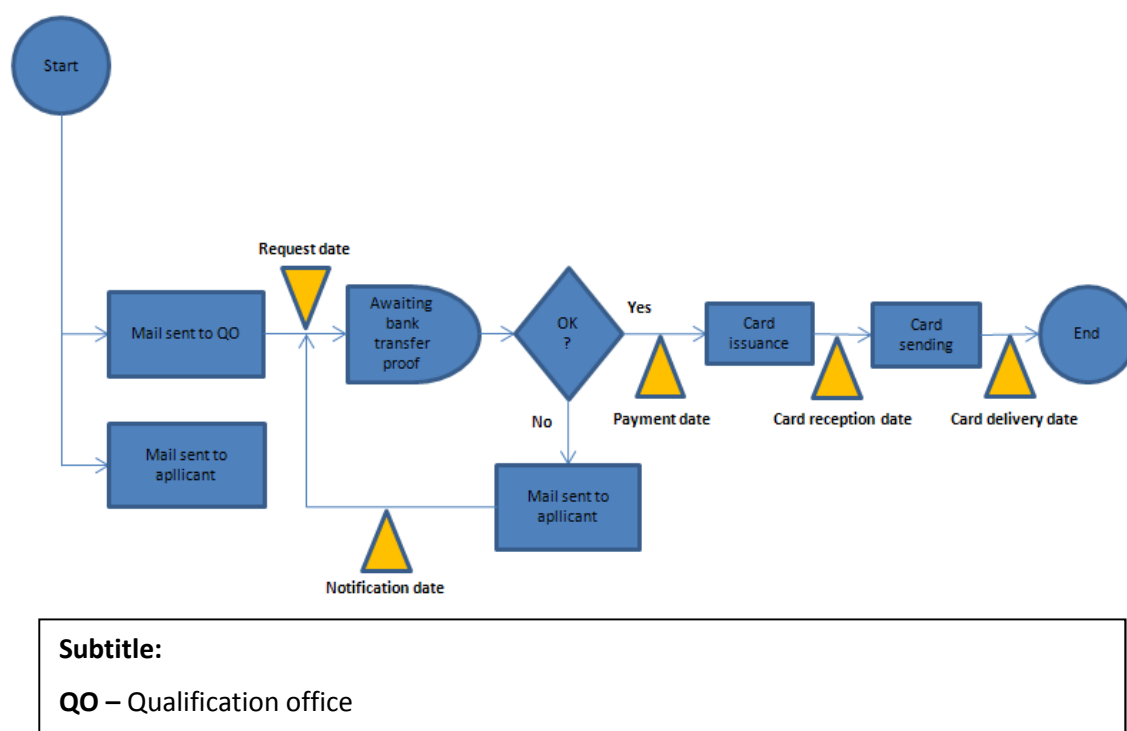 Start
Request date
Mail sent to QO
Awaiting
bank
transfer
proof
OK
?
Yes
Card
issuance
Card
sending
End
No
Payment date
Card reception date
Card delivery date
Mail sent to
apllicant
Mail sent to
apllicant
Notification date
Subtitle:
QO – Qualification office